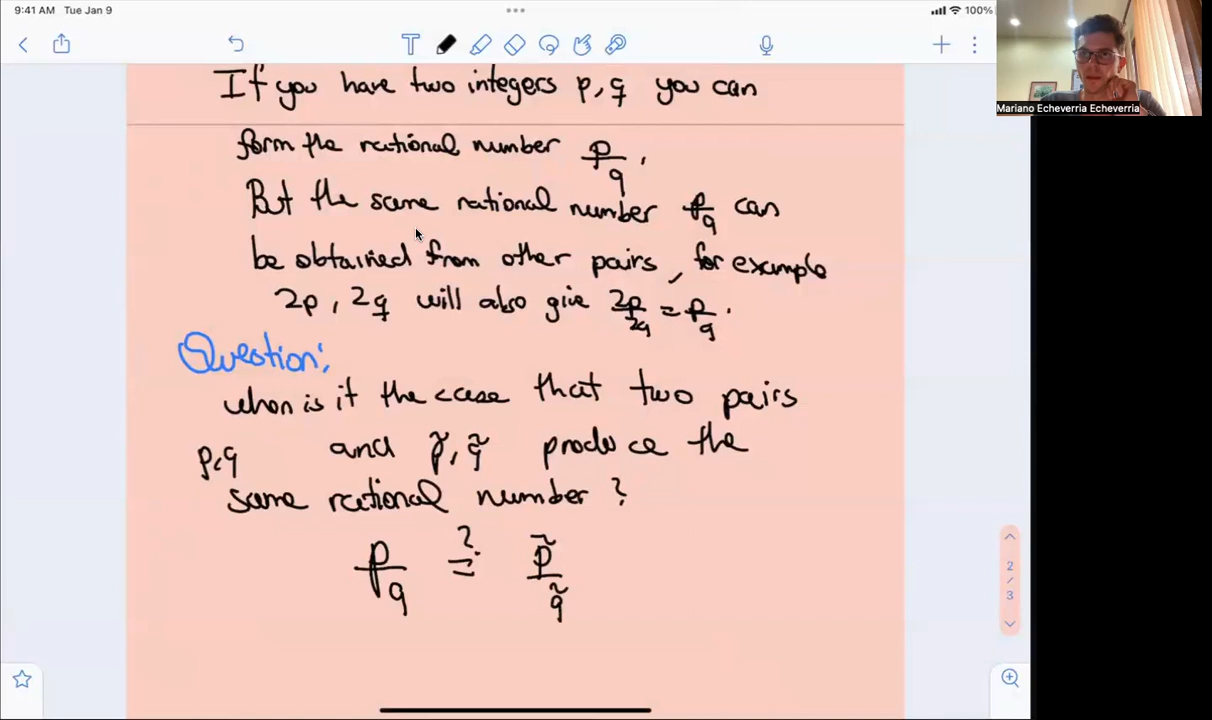 9:41 AM Tue Jan 9
100%
Mariano Echeverria Echeverria
If you have two integers p, q you can
form the rational number p/q.
But the same rational number p/q can
be obtained from other pairs, for example
2p, 2q will also give 2p/2q = p/q.
Question:
when is it the case that two pairs
p,q and p̃, q̃ produce the
same rational number ?
p/q ?= p̃/q̃
2
/
3